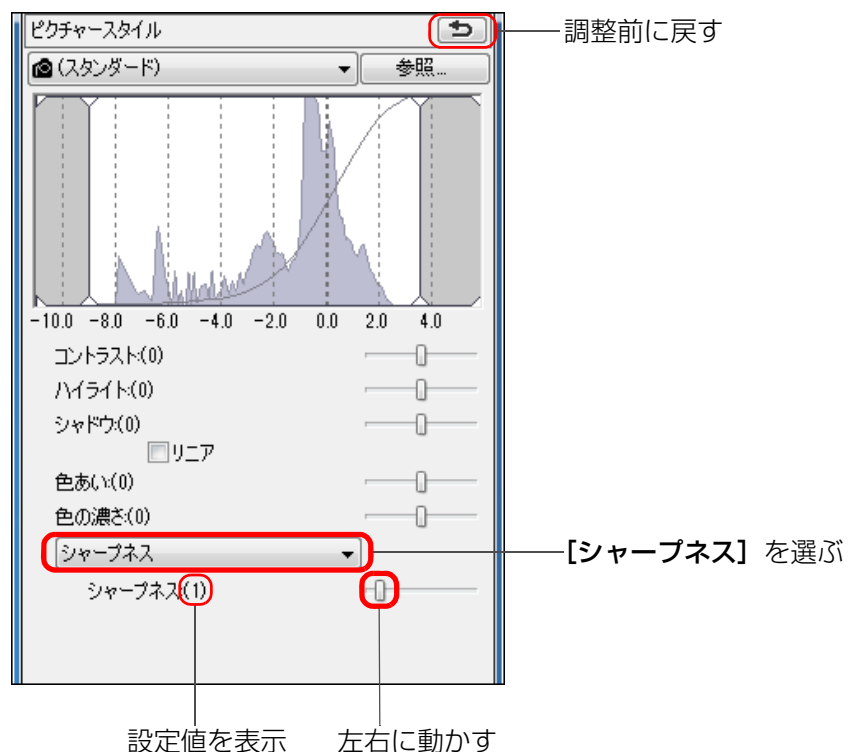 ピクチャースタイル
調整前に戻す
(スタンダード)
参照...
-10.0 -8.0 -6.0 -4.0 -2.0 0.0 2.0 4.0
コントラスト:(0)
ハイライト:(0)
シャドウ:(0)
リニア
色あい:(0)
色の濃さ:(0)
シャープネス
[シャープネス] を選ぶ
シャープネス:(1)
設定値を表示
左右に動かす